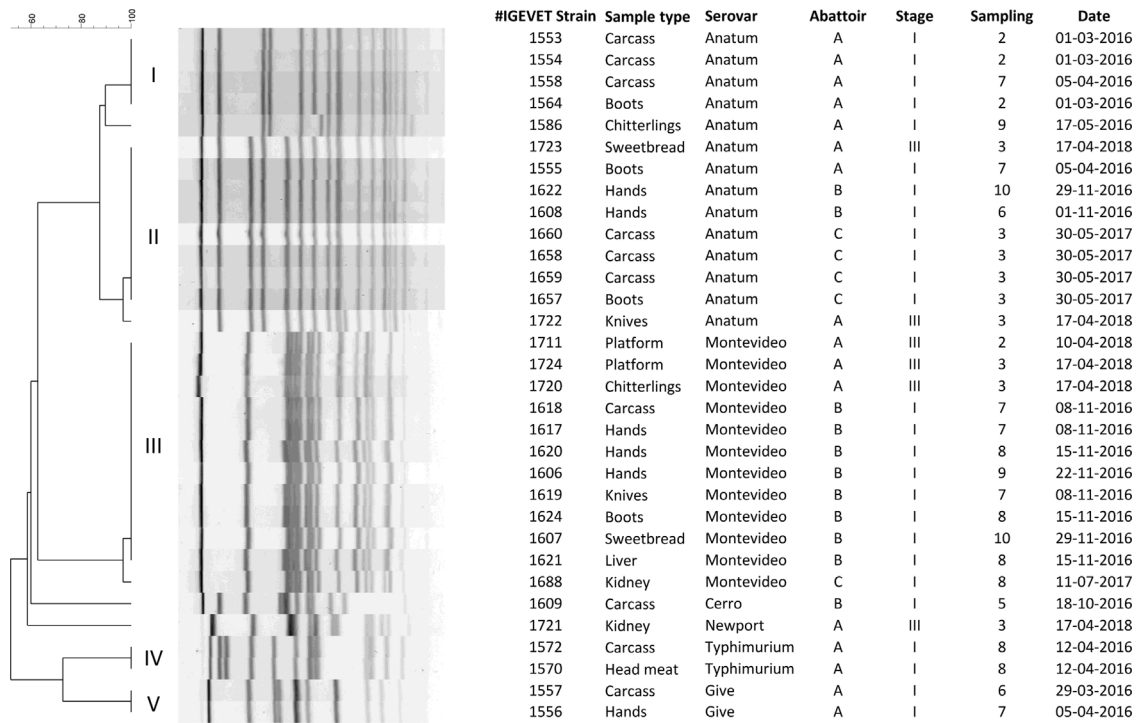 60 80 100
#IGEVET Strain Sample type Serovar Abattoir Stage Sampling Date
1553 Carcass Anatum A I 2 01-03-2016
1554 Carcass Anatum A I 2 01-03-2016
I 1558 Carcass Anatum A I 7 05-04-2016
1564 Boots Anatum A I 2 01-03-2016
1586 Chitterlings Anatum A I 9 17-05-2016
1723 Sweetbread Anatum A III 3 17-04-2018
1555 Boots Anatum A I 7 05-04-2016
1622 Hands Anatum B I 10 29-11-2016
1608 Hands Anatum B I 6 01-11-2016
II 1660 Carcass Anatum C I 3 30-05-2017
1658 Carcass Anatum C I 3 30-05-2017
1659 Carcass Anatum C I 3 30-05-2017
1657 Boots Anatum C I 3 30-05-2017
1722 Knives Anatum A III 3 17-04-2018
1711 Platform Montevideo A III 2 10-04-2018
1724 Platform Montevideo A III 3 17-04-2018
1720 Chitterlings Montevideo A III 3 17-04-2018
1618 Carcass Montevideo B I 7 08-11-2016
1617 Hands Montevideo B I 7 08-11-2016
III 1620 Hands Montevideo B I 8 15-11-2016
1606 Hands Montevideo B I 9 22-11-2016
1619 Knives Montevideo B I 7 08-11-2016
1624 Boots Montevideo B I 8 15-11-2016
1607 Sweetbread Montevideo B I 10 29-11-2016
1621 Liver Montevideo B I 8 15-11-2016
1688 Kidney Montevideo C I 8 11-07-2017
1609 Carcass Cerro B I 5 18-10-2016
1721 Kidney Newport A III 3 17-04-2018
1572 Carcass Typhimurium A I 8 12-04-2016
IV 1570 Head meat Typhimurium A I 8 12-04-2016
1557 Carcass Give A I 6 29-03-2016
V 1556 Hands Give A I 7 05-04-2016